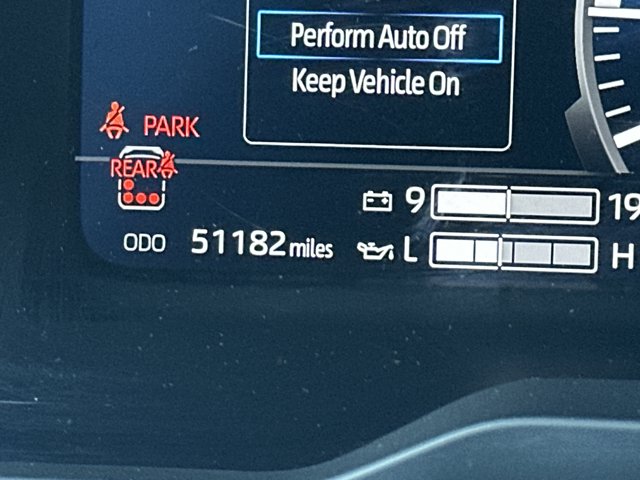 Perform Auto Off
Keep Vehicle On
PARK
REAR
9 19
ODO 51182 miles L H